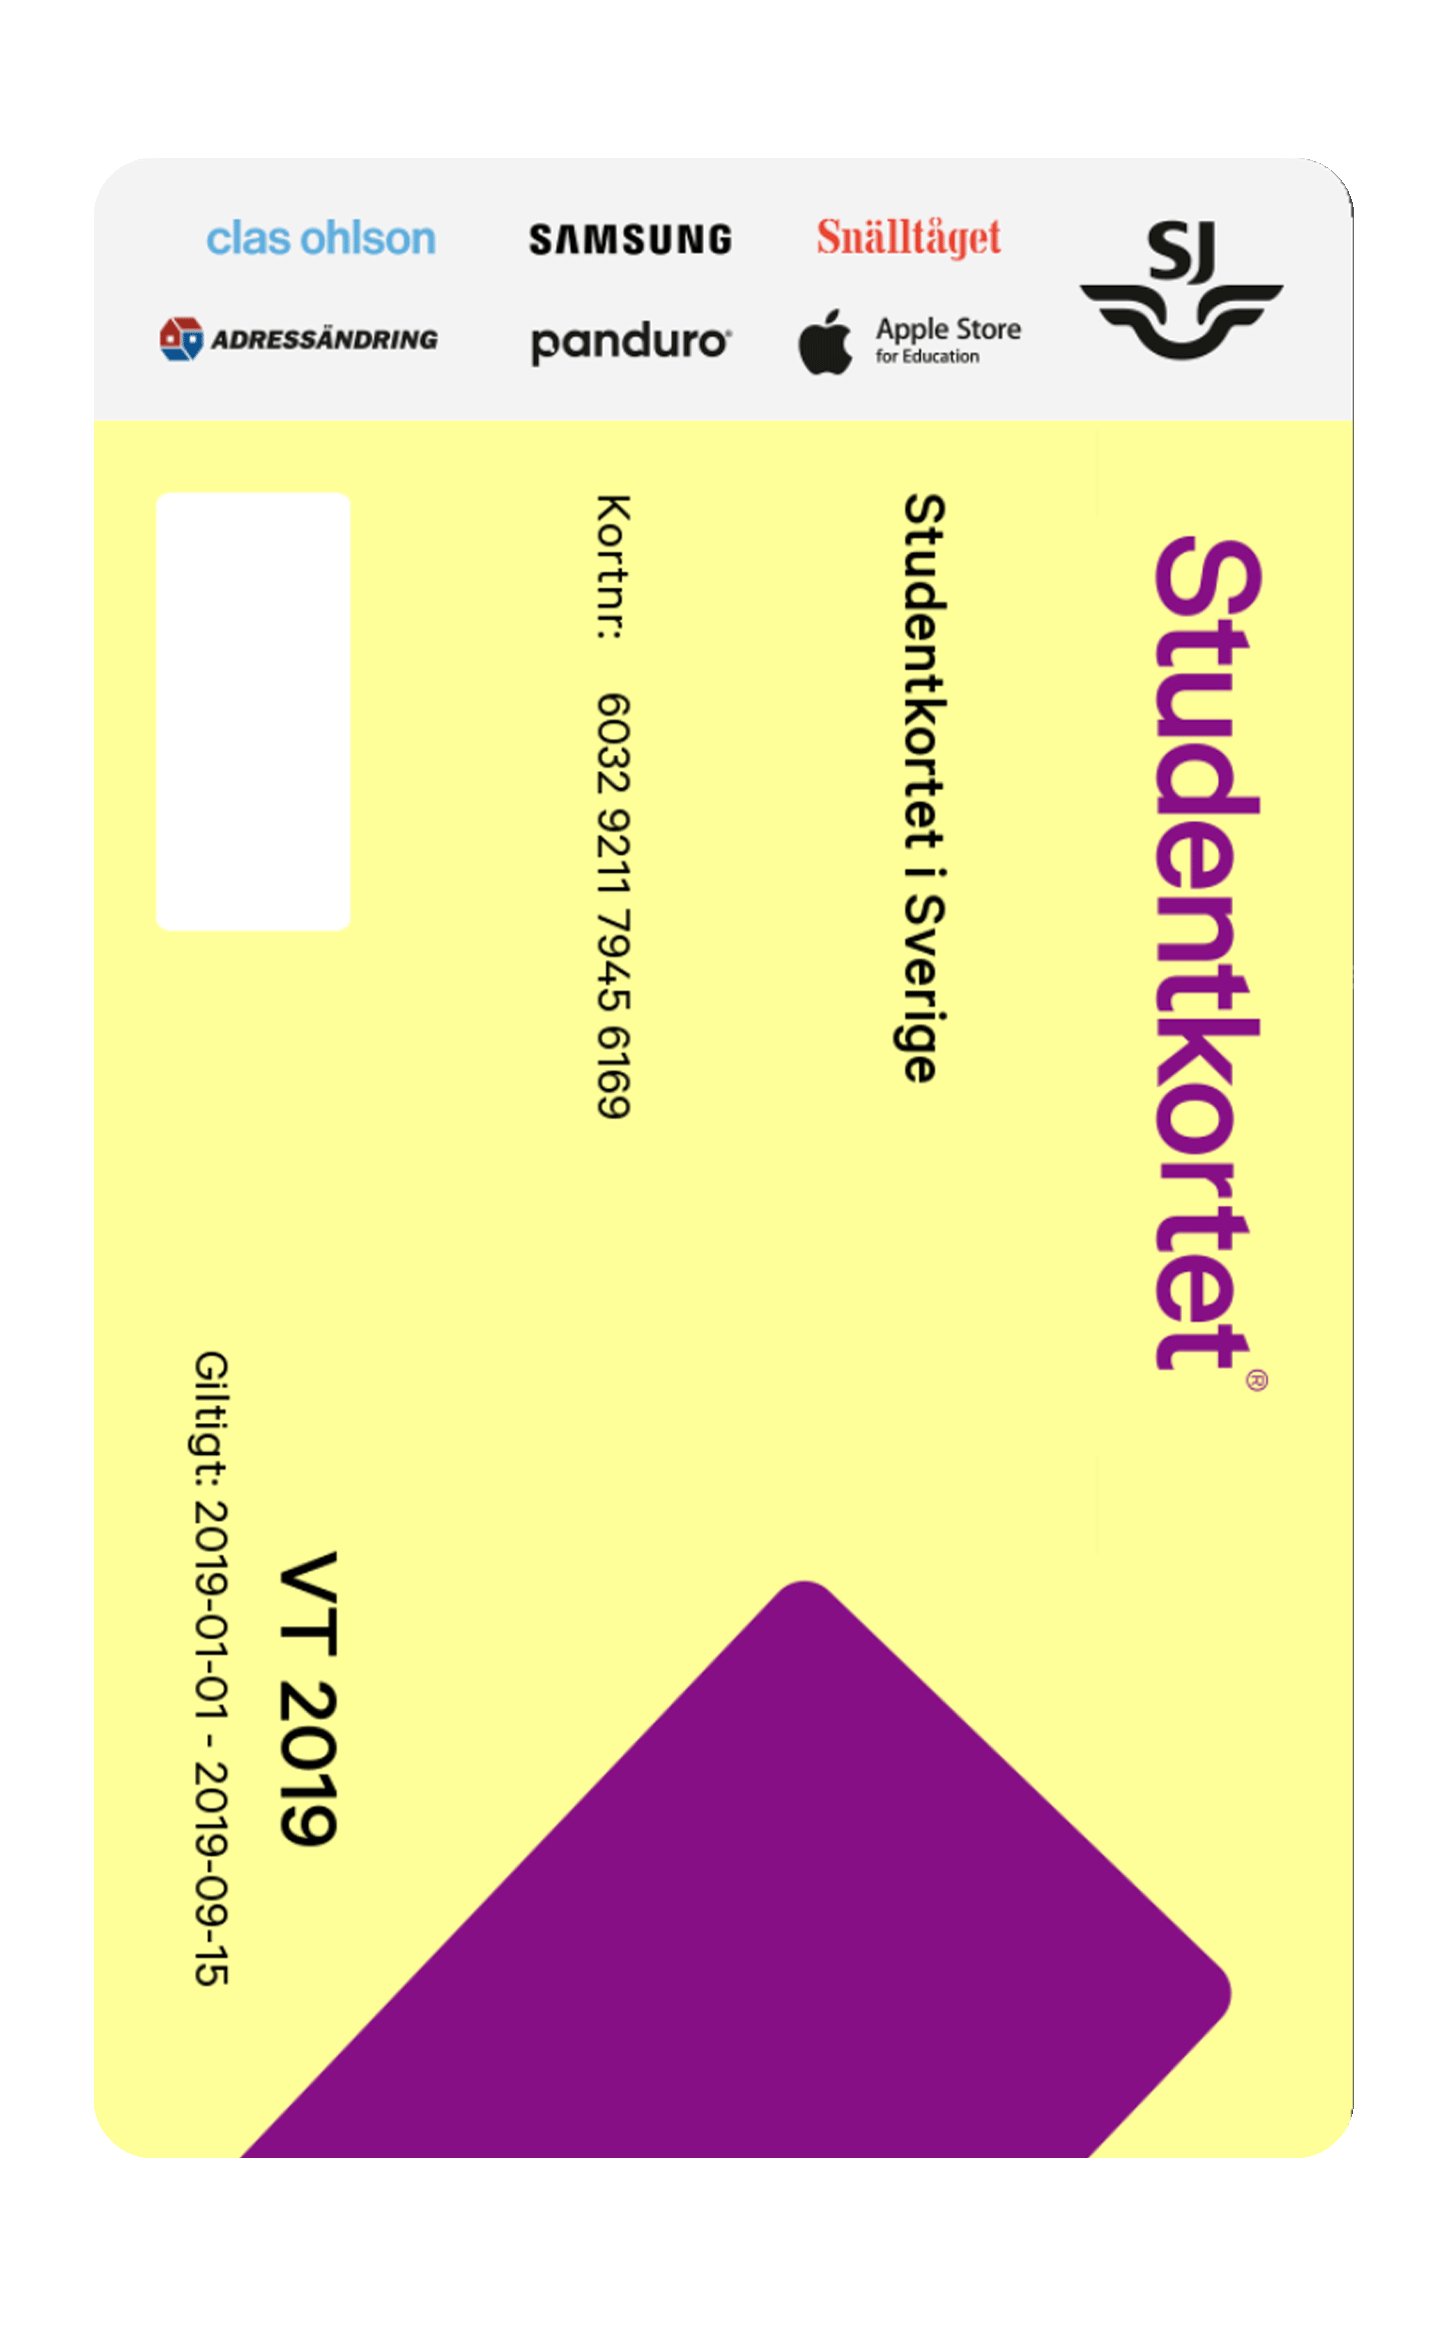 clas ohlson
SAMSUNG
Snälltåget
SJ
ADRESSÄNDRING
panduro®
Apple Store
for Education
Studentkortet®
Studentkortet i Sverige
Kortnr: 6032 9211 7945 6169
VT 2019
Giltigt: 2019-01-01 - 2019-09-15